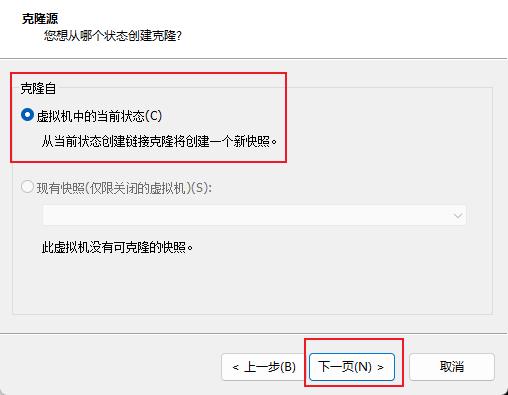 克隆源
您想从哪个状态创建克隆?
克隆自
虚拟机中的当前状态(C)
从当前状态创建链接克隆将创建一个新快照。
现有快照(仅限关闭的虚拟机)(S):
此虚拟机没有可克隆的快照。
< 上一步(B)
下一页(N) >
取消